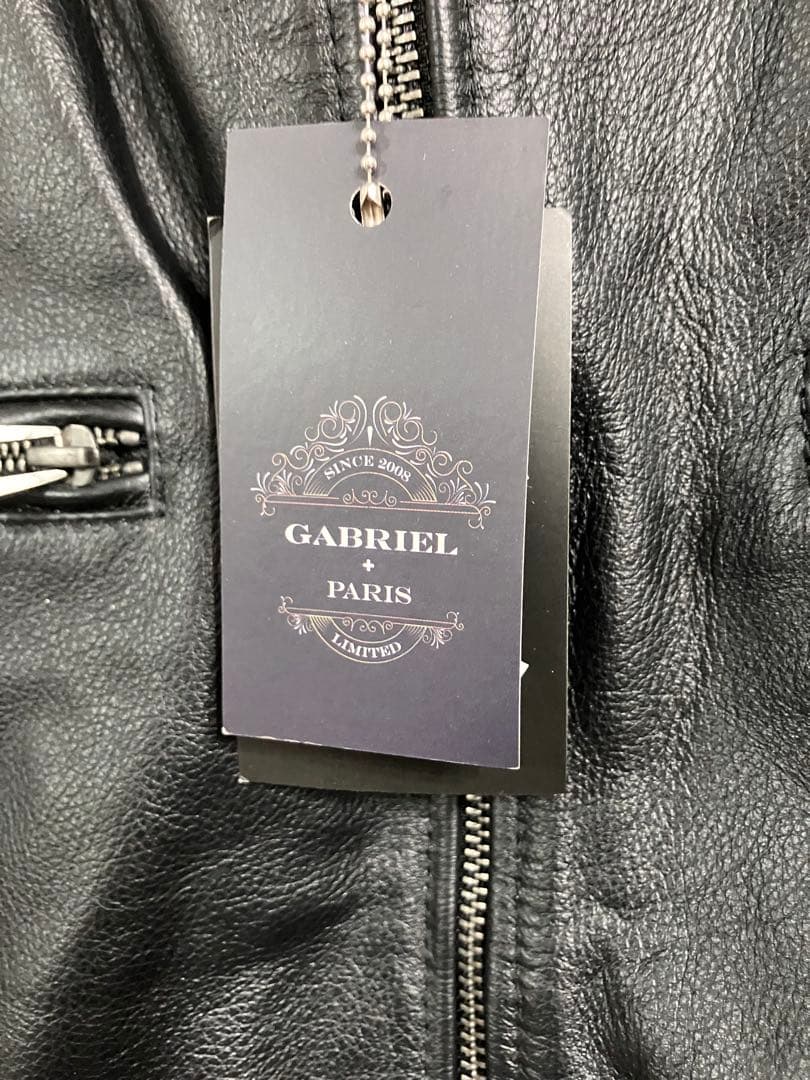 SINCE 2008
GABRIEL
+
PARIS
LIMITED